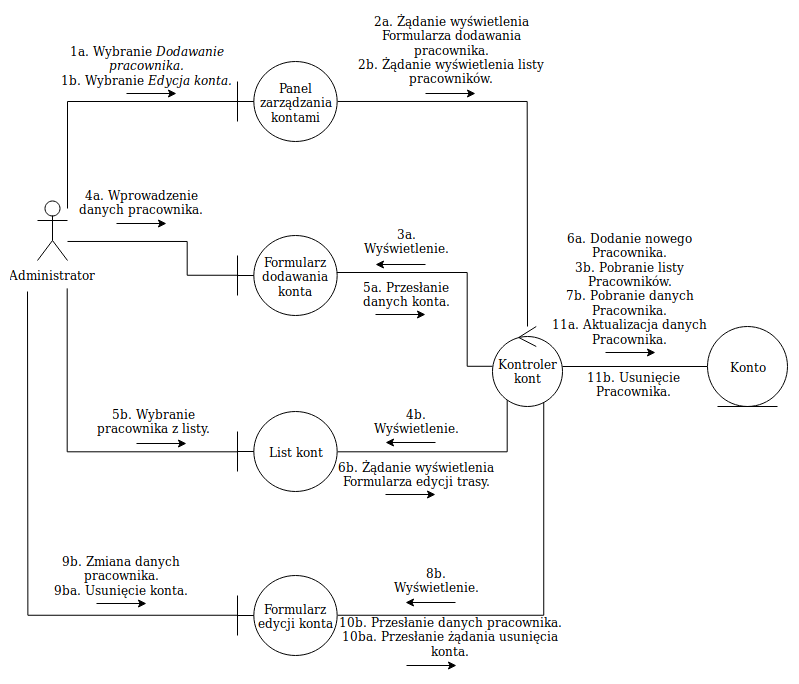 2a. Żądanie wyświetlenia
Formularza dodawania
pracownika.
2b. Żądanie wyświetlenia listy
pracowników.
1a. Wybranie Dodawanie
pracownika.
1b. Wybranie Edycja konta.
Panel
zarządzania
kontami
4a. Wprowadzenie
danych pracownika.
Administrator
3a.
Wyświetlenie.
Formularz
dodawania
konta
5a. Przesłanie
danych konta.
6a. Dodanie nowego
Pracownika.
3b. Pobranie listy
Pracowników.
7b. Pobranie danych
Pracownika.
11a. Aktualizacja danych
Pracownika.
Kontroler
kont
Konto
11b. Usunięcie
Pracownika.
5b. Wybranie
pracownika z listy.
4b.
Wyświetlenie.
List kont
6b. Żądanie wyświetlenia
Formularza edycji trasy.
9b. Zmiana danych
pracownika.
9ba. Usunięcie konta.
8b.
Wyświetlenie.
Formularz
edycji konta
10b. Przesłanie danych pracownika.
10ba. Przesłanie żądania usunięcia
konta.